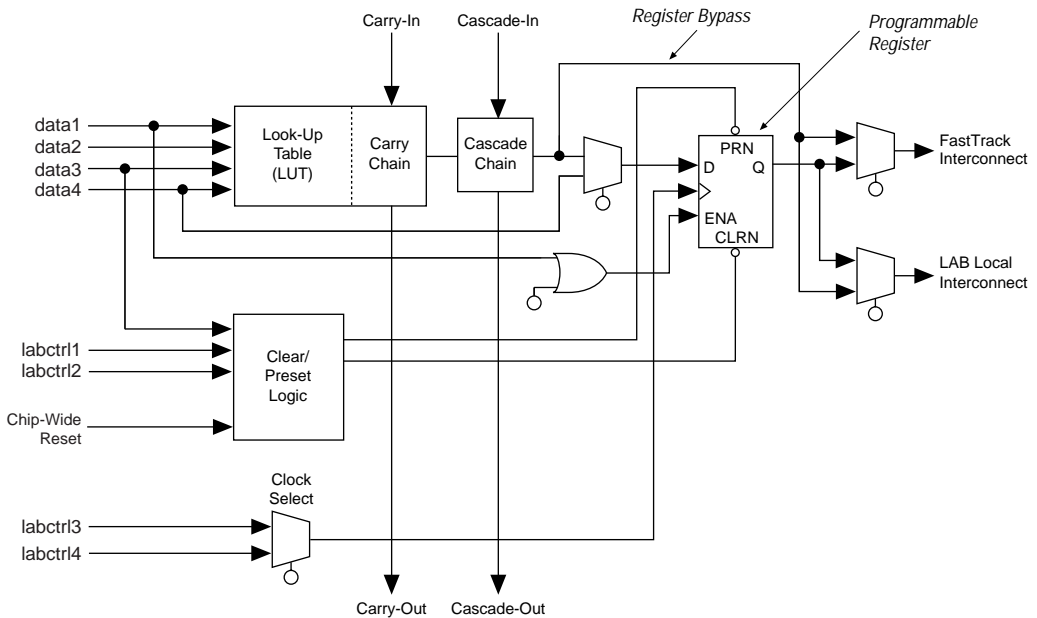 Carry-In
Cascade-In
Register Bypass
Programmable
Register
data1
data2
data3
data4
Look-Up
Table
(LUT)
Carry
Chain
Cascade
Chain
PRN
D
Q
ENA
CLRN
FastTrack
Interconnect
LAB Local
Interconnect
labctrl1
labctrl2
Clear/
Preset
Logic
Chip-Wide
Reset
Clock
Select
labctrl3
labctrl4
Carry-Out
Cascade-Out